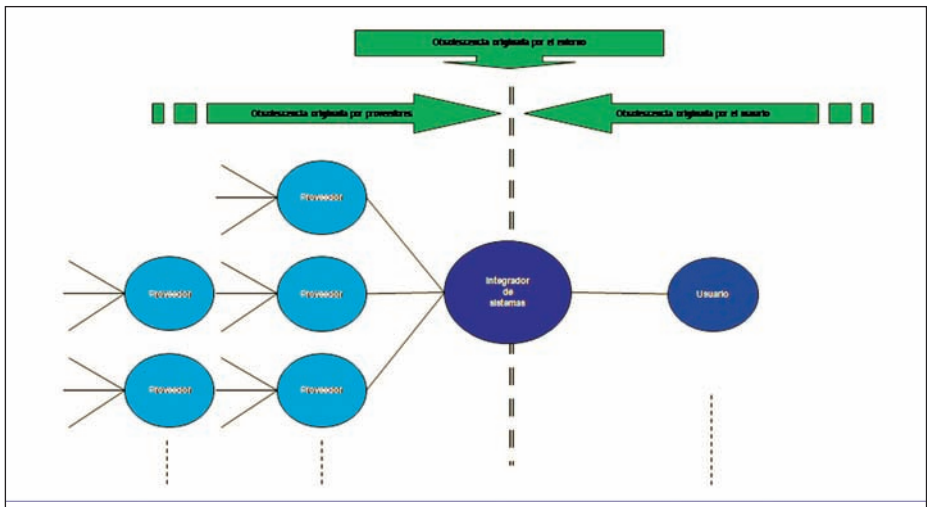 Obsolescencia originada por el entorno
Obsolescencia originada por proveedores
Obsolescencia originada por el usuario
Proveedor
Proveedor
Proveedor
Integrador
de
sistemas
Usuario
Proveedor
Proveedor